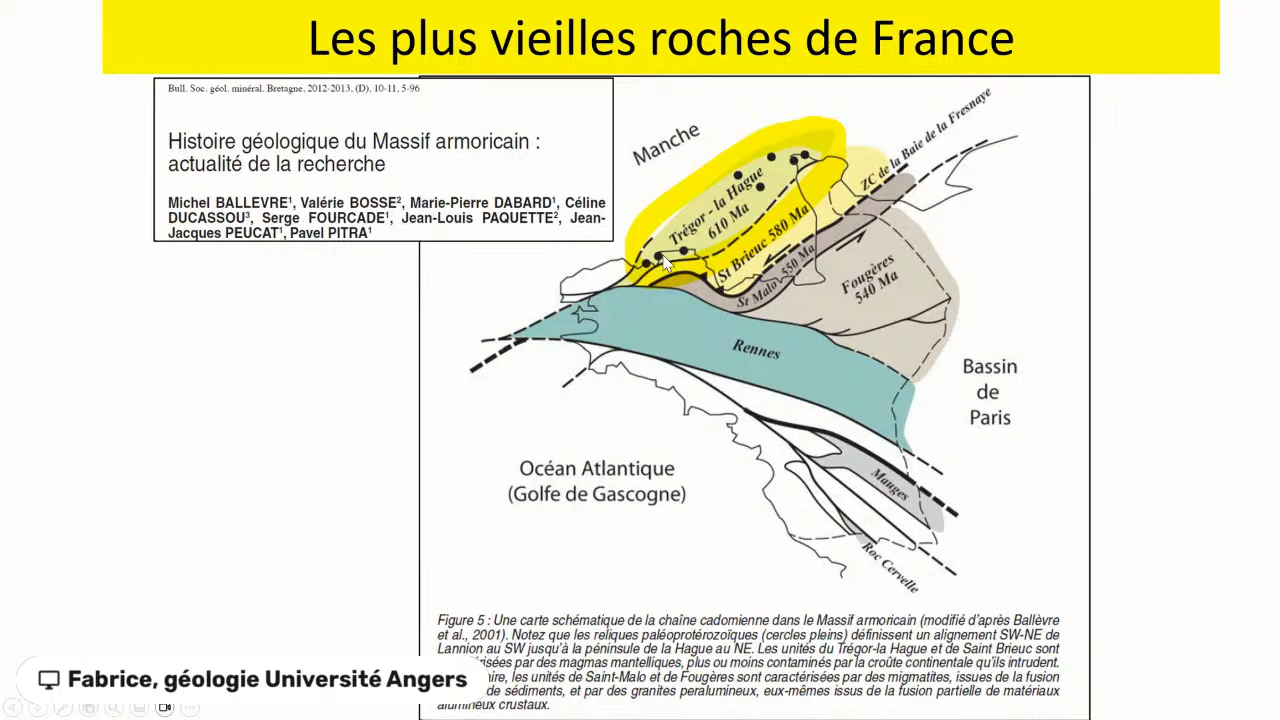 Les plus vieilles roches de France
Bull. Soc. géol. minéral. Bretagne, 2012-2013, (D), 10-11, 5-96
Histoire géologique du Massif armoricain :
actualité de la recherche
Michel BALLEVRE¹, Valérie BOSSE², Marie-Pierre DABARD¹, Céline
DUCASSOU³, Serge FOURCADE¹, Jean-Louis PAQUETTE², Jean-
Jacques PEUCAT¹, Pavel PITRA¹
Manche
ZC de la Baie de la Fresnaye
Trégor - la Hague
610 Ma
St Brieuc 580 Ma
St Malo 550 Ma
Fougères
540 Ma
Rennes
Bassin
de
Paris
Océan Atlantique
(Golfe de Gascogne)
Mauges
Roc Cervelle
Figure 5 : Une carte schématique de la chaîne cadomienne dans le Massif armoricain (modifié d'après Ballèvre
et al., 2001). Notez que les reliques paléoprotérozoïques (cercles pleins) définissent un alignement SW-NE de
Lannion au SW jusqu'à la péninsule de la Hague au NE. Les unités du Trégor-la Hague et de Saint Brieuc sont
risées par des magmas mantelliques, plus ou moins contaminés par la croûte continentale qu'ils intrudent.
ire, les unités de Saint-Malo et de Fougères sont caractérisées par des migmatites, issues de la fusion
de sédiments, et par des granites peralumineux, eux-mêmes issus de la fusion partielle de matériaux
alumineux crustaux.
Fabrice, géologie Université Angers